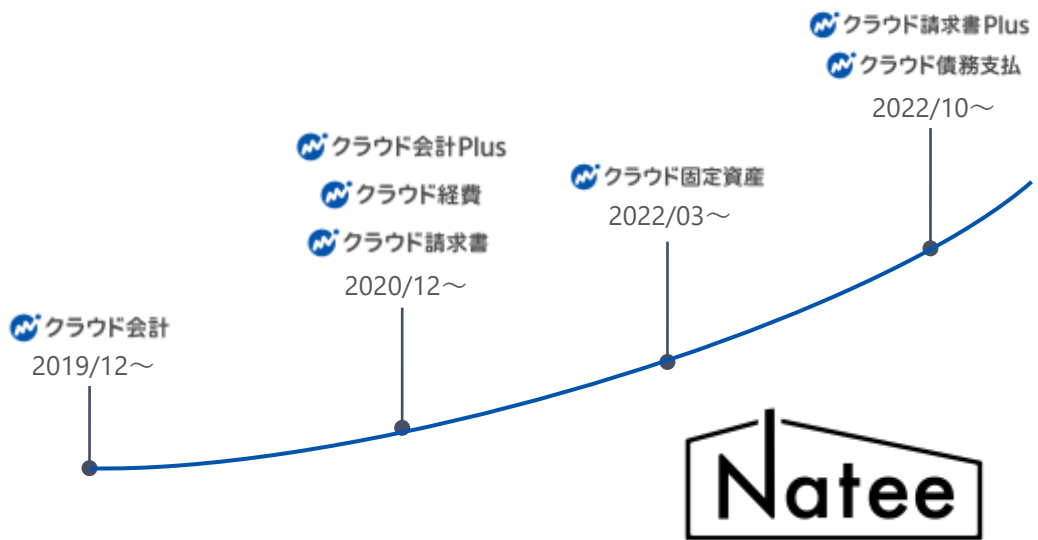 クラウド会計
2019/12～
クラウド会計Plus
クラウド経費
クラウド請求書
2020/12～
クラウド固定資産
2022/03～
クラウド請求書Plus
クラウド債務支払
2022/10～
Natee